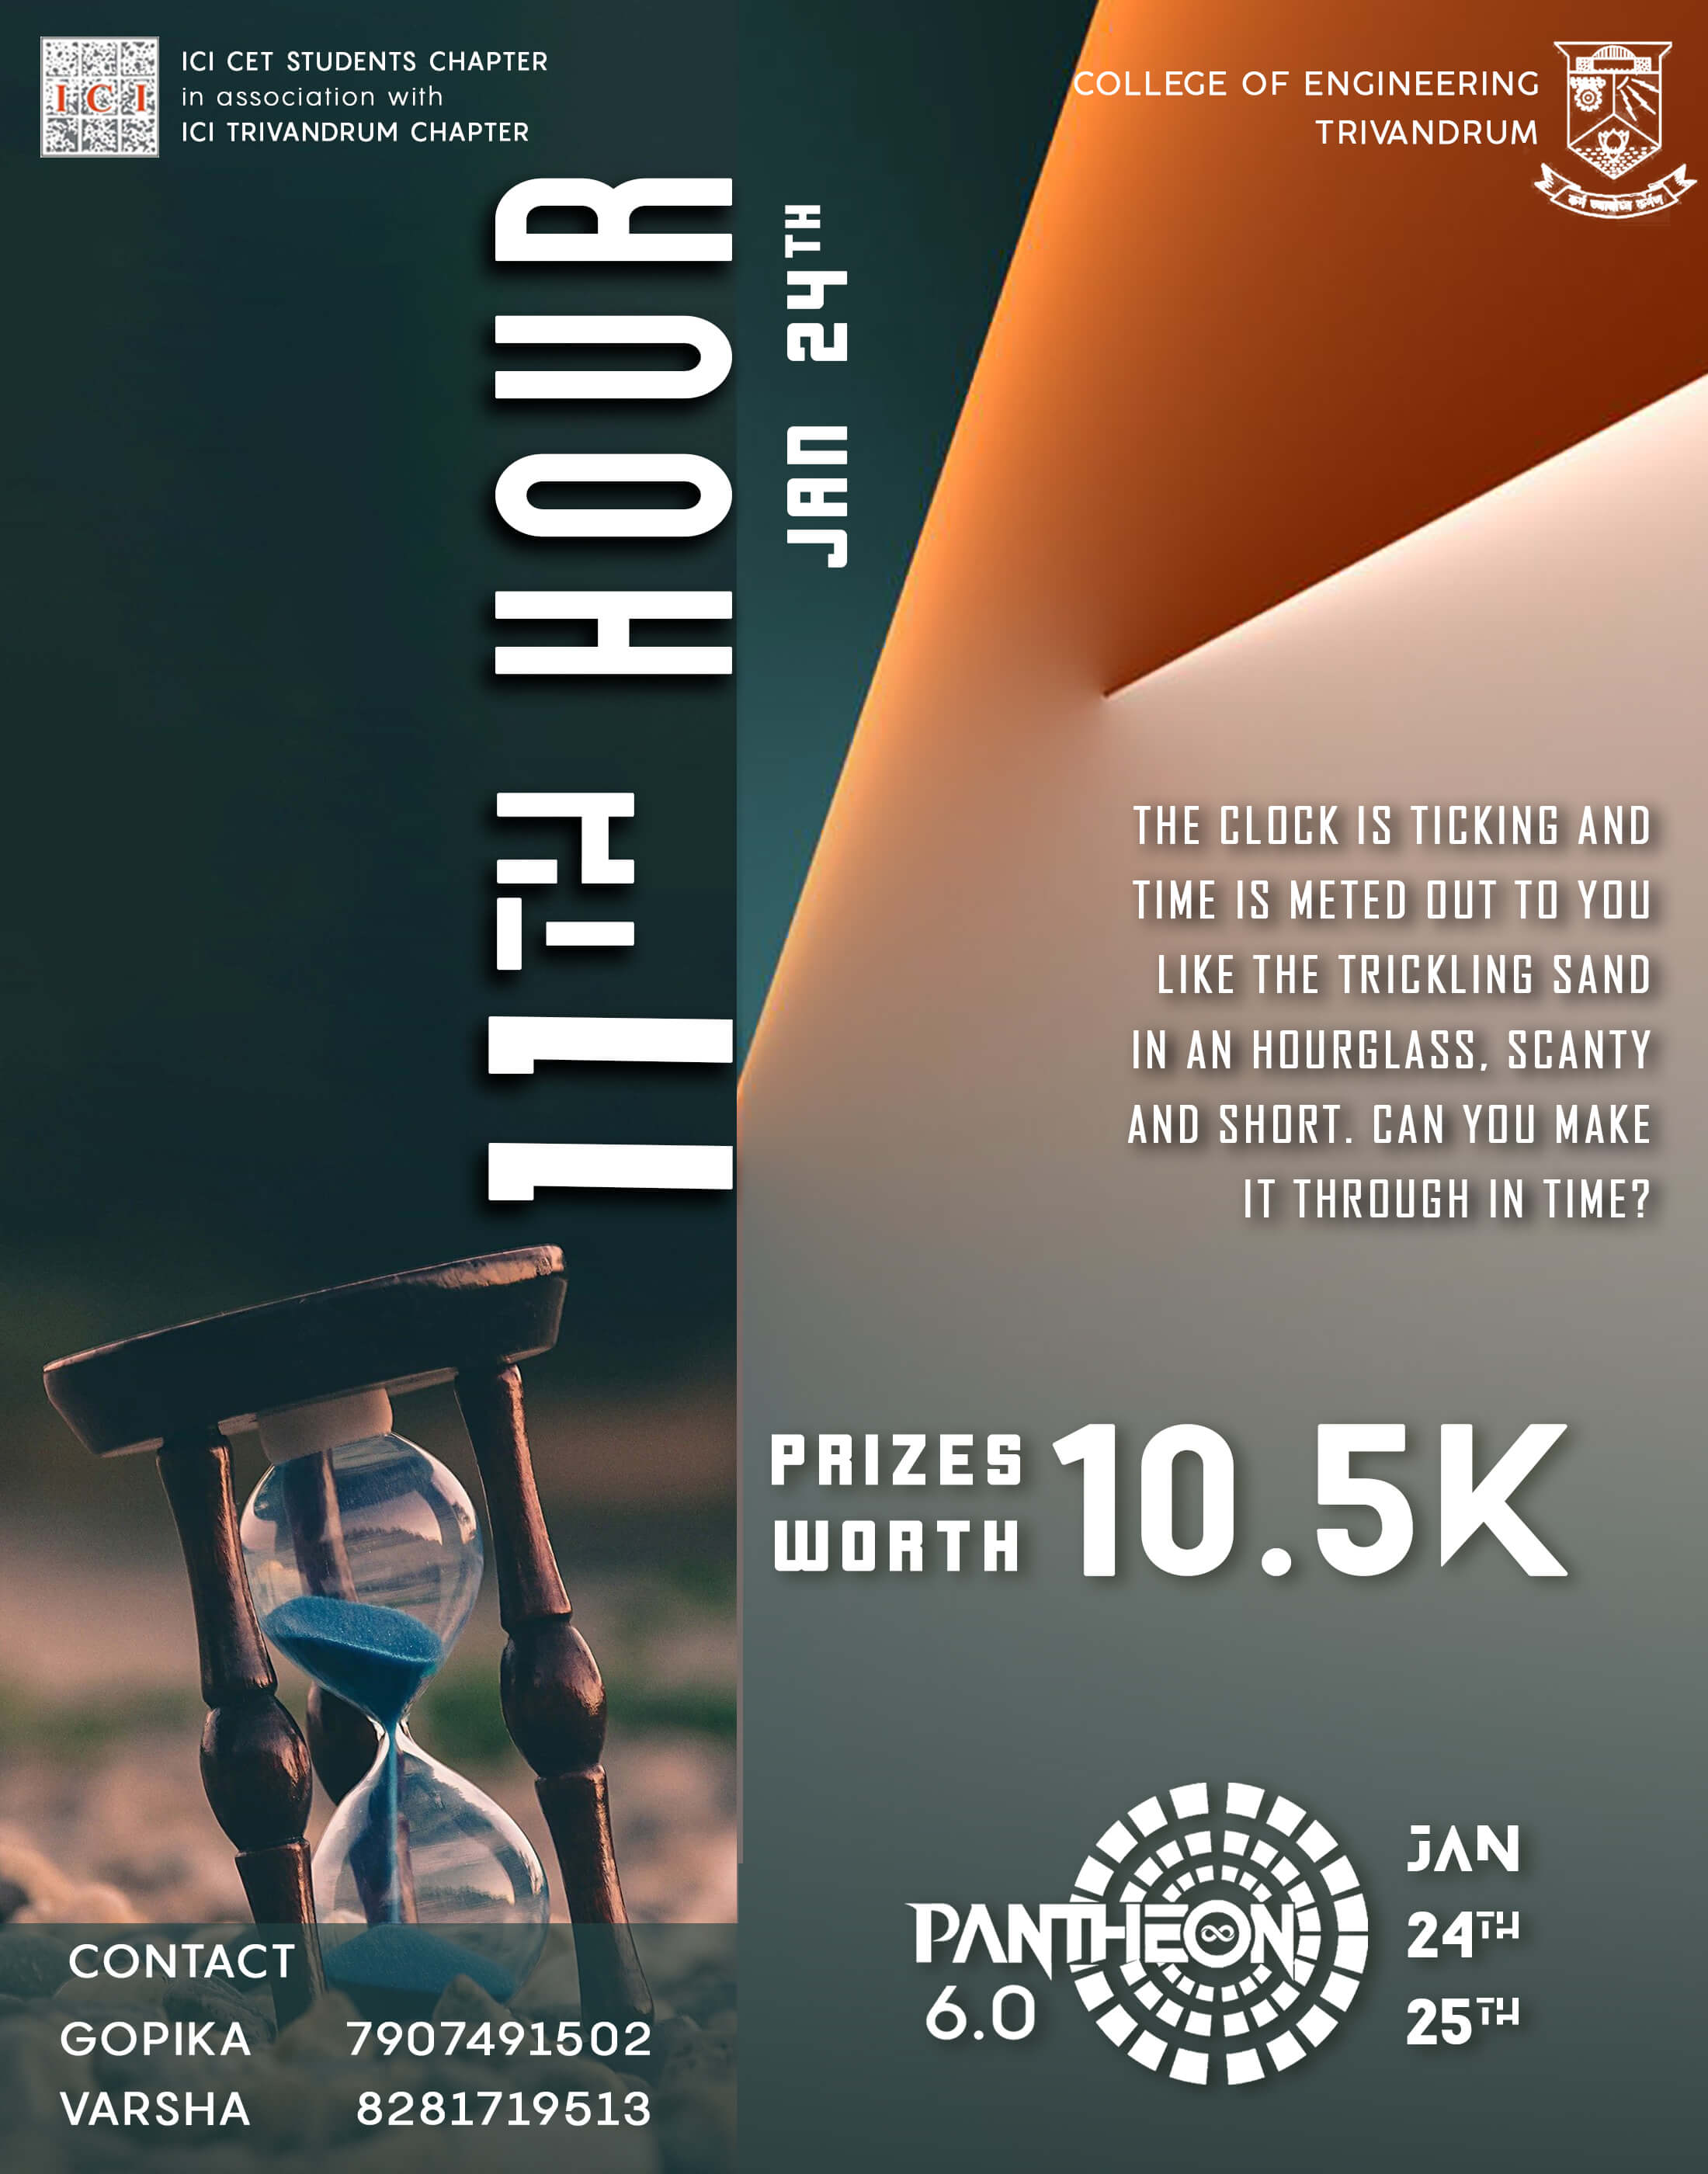 ICI
ICI CET STUDENTS CHAPTER
in association with
ICI TRIVANDRUM CHAPTER
COLLEGE OF ENGINEERING
TRIVANDRUM
11TH HOUR
JAN 24TH
THE CLOCK IS TICKING AND
TIME IS METED OUT TO YOU
LIKE THE TRICKLING SAND
IN AN HOURGLASS, SCANTY
AND SHORT. CAN YOU MAKE
IT THROUGH IN TIME?
PRIZES
WORTH
10.5K
PANTHEON
6.0
JAN
24TH
25TH
CONTACT
GOPIKA 7907491502
VARSHA 8281719513